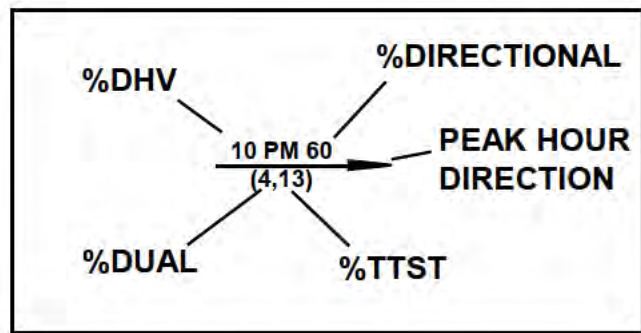 %DHV
%DIRECTIONAL
10 PM 60
(4,13)
PEAK HOUR
DIRECTION
%DUAL
%TTST